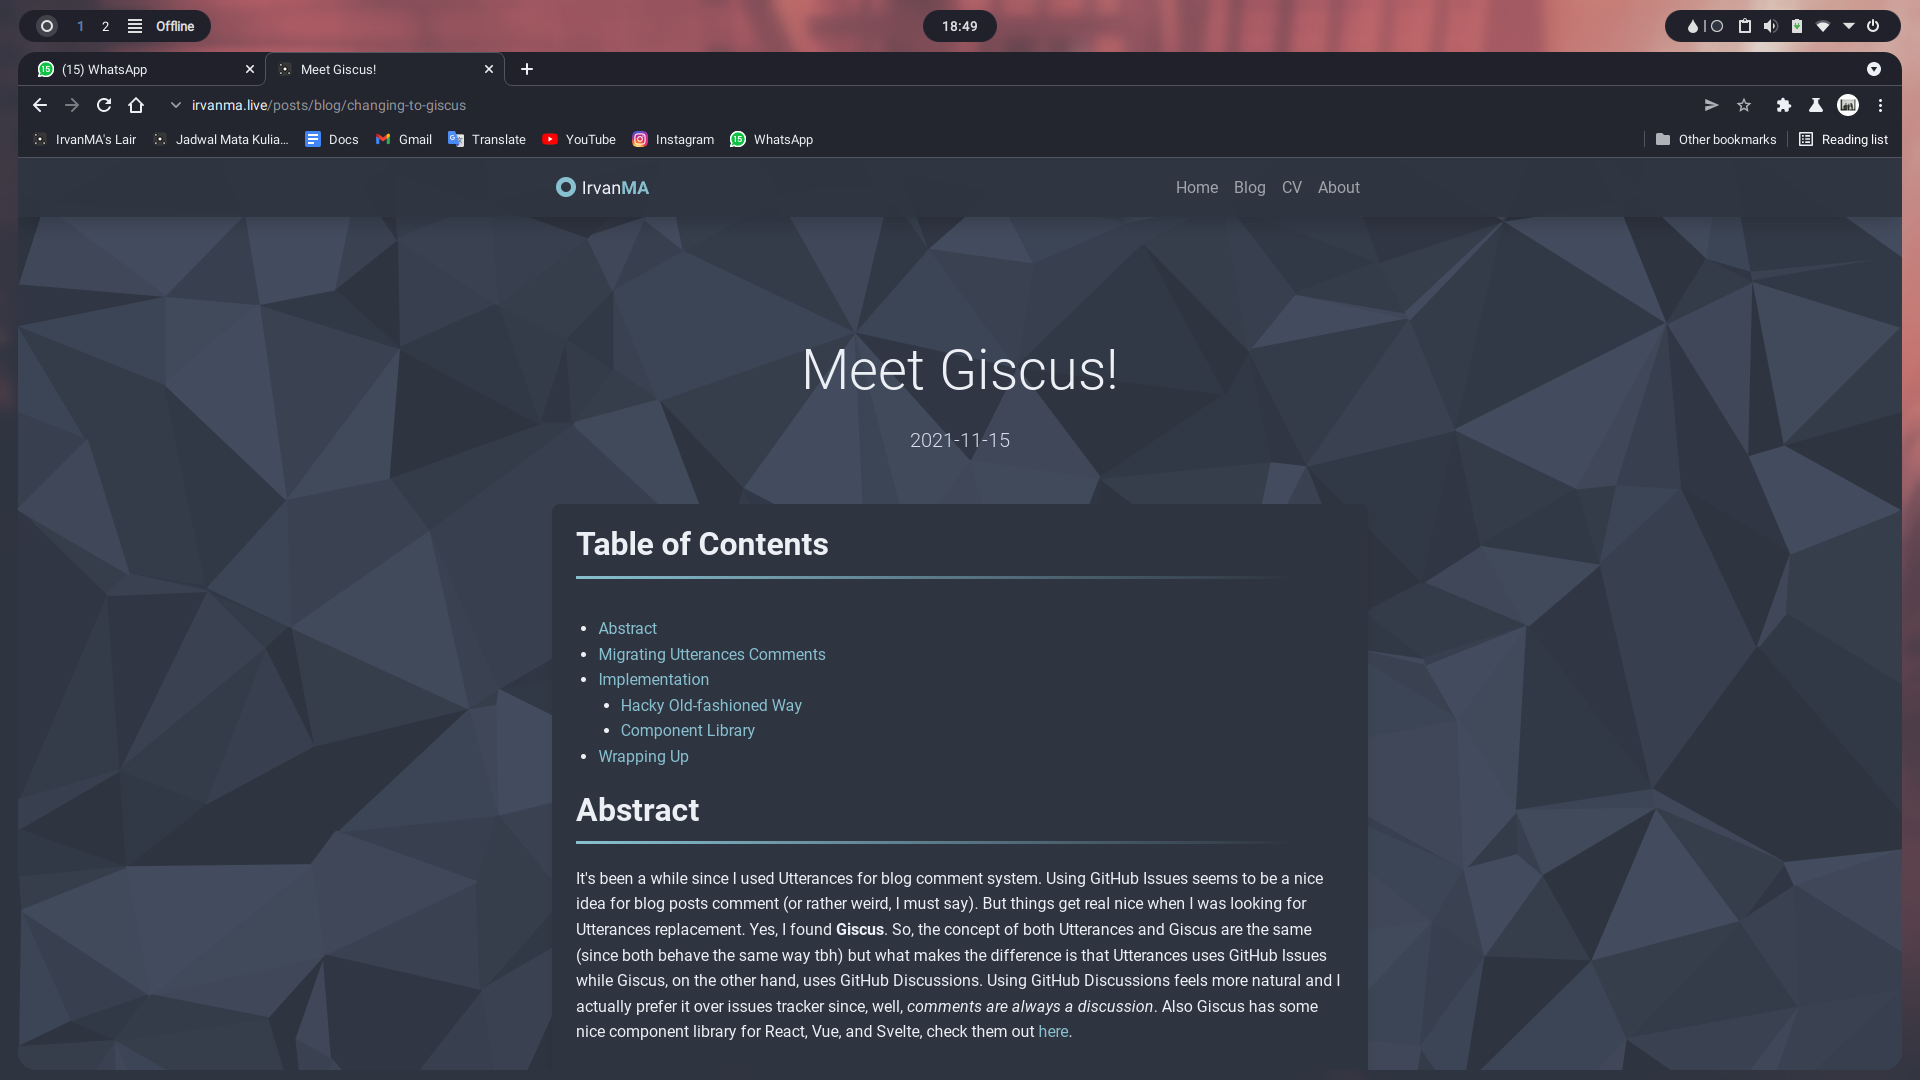 1 2 Offline
18:49
(15) WhatsApp
Meet Giscus!
irvanma.live/posts/blog/changing-to-giscus
IrvanMA's Lair
Jadwal Mata Kulia...
Docs
Gmail
Translate
YouTube
Instagram
WhatsApp
Other bookmarks
Reading list
IrvanMA
Home
Blog
CV
About
Meet Giscus!
2021-11-15
Table of Contents
Abstract
Migrating Utterances Comments
Implementation
Hacky Old-fashioned Way
Component Library
Wrapping Up
Abstract
It's been a while since I used Utterances for blog comment system. Using GitHub Issues seems to be a nice
idea for blog posts comment (or rather weird, I must say). But things get real nice when I was looking for
Utterances replacement. Yes, I found Giscus. So, the concept of both Utterances and Giscus are the same
(since both behave the same way tbh) but what makes the difference is that Utterances uses GitHub Issues
while Giscus, on the other hand, uses GitHub Discussions. Using GitHub Discussions feels more natural and I
actually prefer it over issues tracker since, well, comments are always a discussion. Also Giscus has some
nice component library for React, Vue, and Svelte, check them out here.